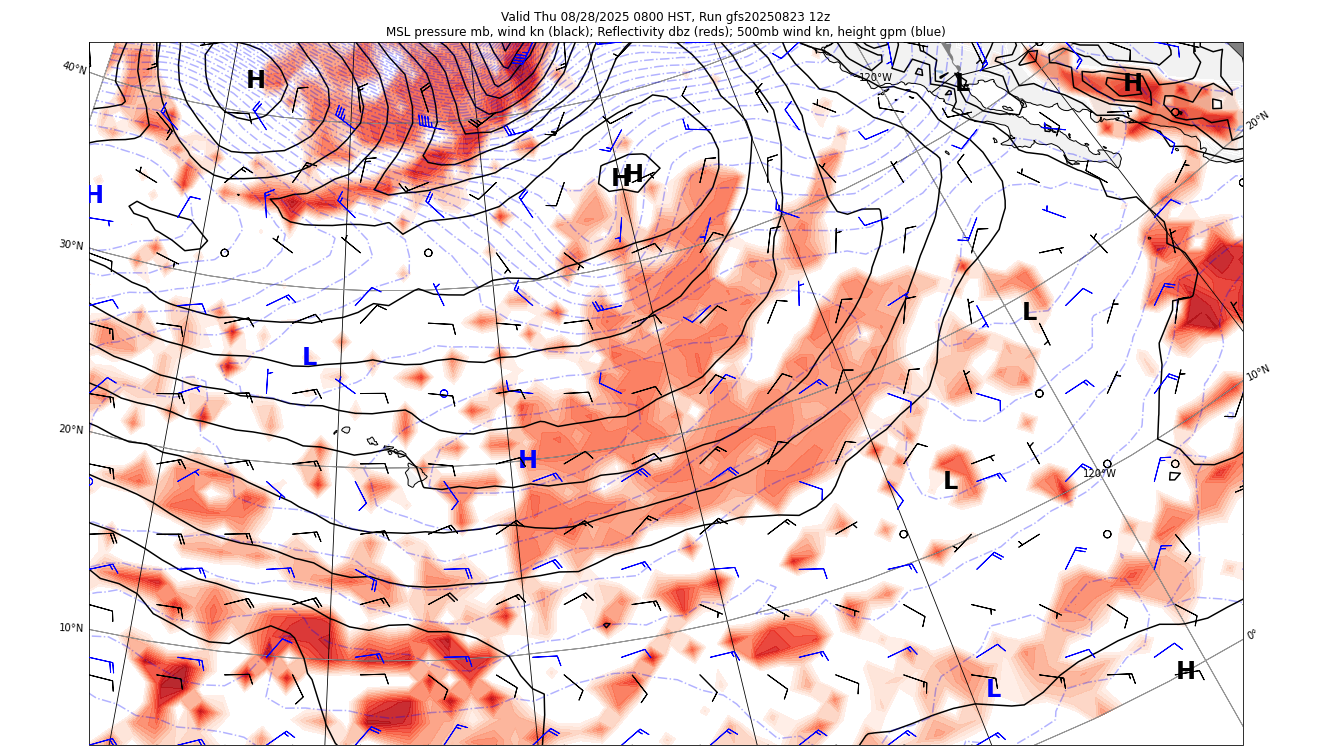 Valid Thu 08/28/2025 0800 HST, Run gfs20250823 12z
MSL pressure mb, wind kn (black); Reflectivity dbz (reds); 500mb wind kn, height gpm (blue)
40°N
120°W
20°N
H
L
H
H
H
H
30°N
L
L
10°N
20°N
H
L
120°W
10°N
0°
H
L